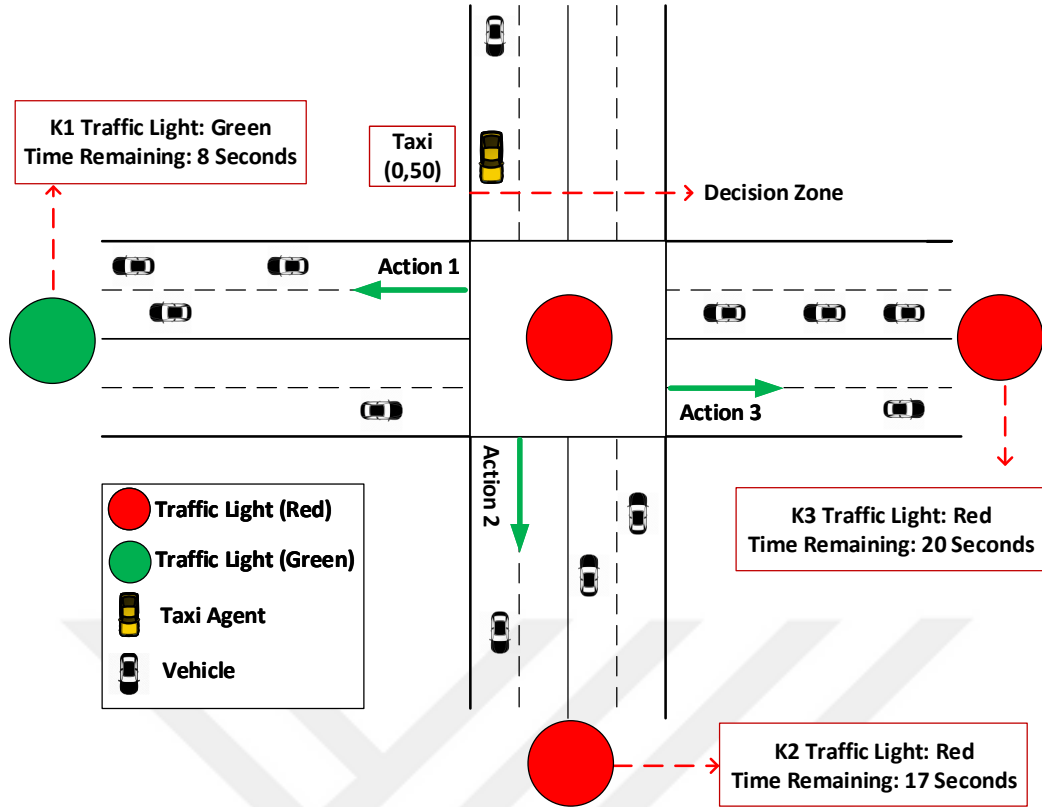 K1 Traffic Light: Green
Time Remaining: 8 Seconds
Taxi
(0,50)
Decision Zone
Action 1
Action 3
Action 2
Traffic Light (Red)
Traffic Light (Green)
Taxi Agent
Vehicle
K3 Traffic Light: Red
Time Remaining: 20 Seconds
K2 Traffic Light: Red
Time Remaining: 17 Seconds